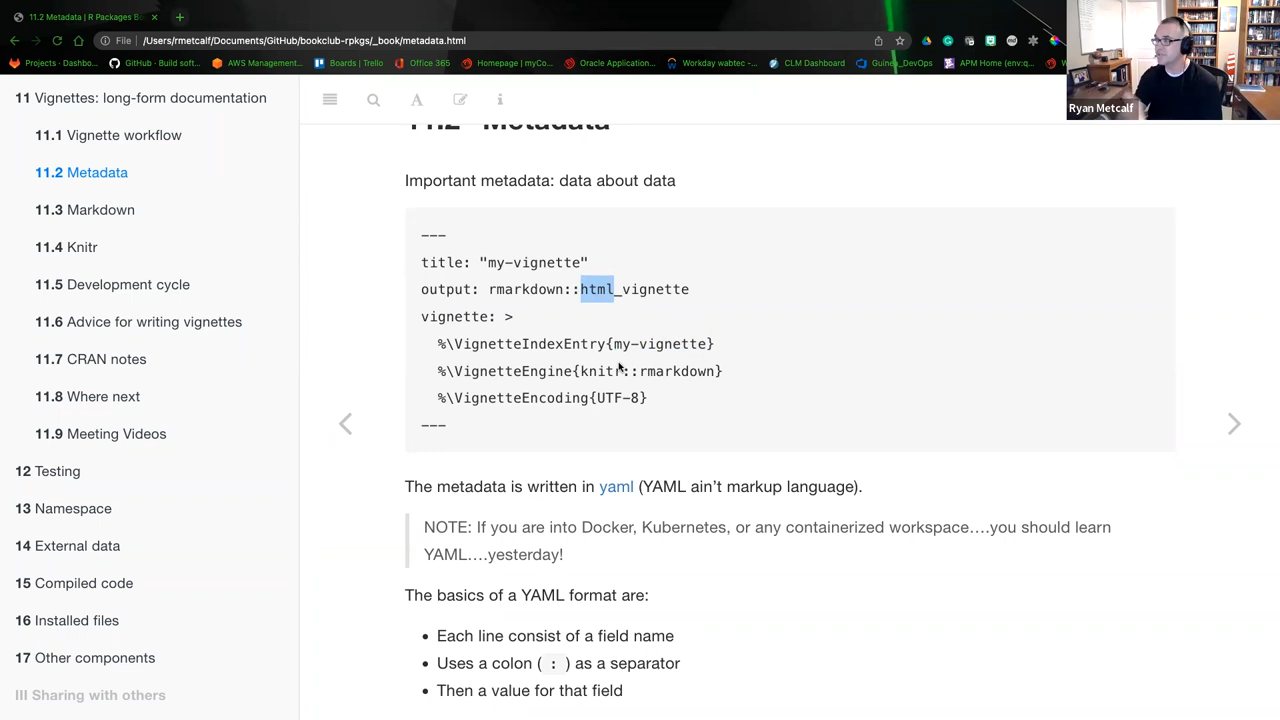 11.2 Metadata | R Packages Bo
File | /Users/rmetcalf/Documents/GitHub/bookclub-rpkgs/_book/metadata.html
Projects · Dashbo... GitHub · Build soft... AWS Management... Boards | Trello Office 365 Homepage | myCo... Oracle Application... Workday wabtec -... CLM Dashboard Guinea_DevOps APM Home (env:q...
Ryan Metcalf
11 Vignettes: long-form documentation
11.1 Vignette workflow
11.2 Metadata
11.3 Markdown
11.4 Knitr
11.5 Development cycle
11.6 Advice for writing vignettes
11.7 CRAN notes
11.8 Where next
11.9 Meeting Videos
12 Testing
13 Namespace
14 External data
15 Compiled code
16 Installed files
17 Other components
III Sharing with others
11.2 Metadata
Important metadata: data about data
---
title: "my-vignette"
output: rmarkdown::html_vignette
vignette: >
%\VignetteIndexEntry{my-vignette}
%\VignetteEngine{knitr::rmarkdown}
%\VignetteEncoding{UTF-8}
---
The metadata is written in yaml (YAML ain’t markup language).
NOTE: If you are into Docker, Kubernetes, or any containerized workspace….you should learn
YAML….yesterday!
The basics of a YAML format are:
• Each line consist of a field name
• Uses a colon ( : ) as a separator
• Then a value for that field